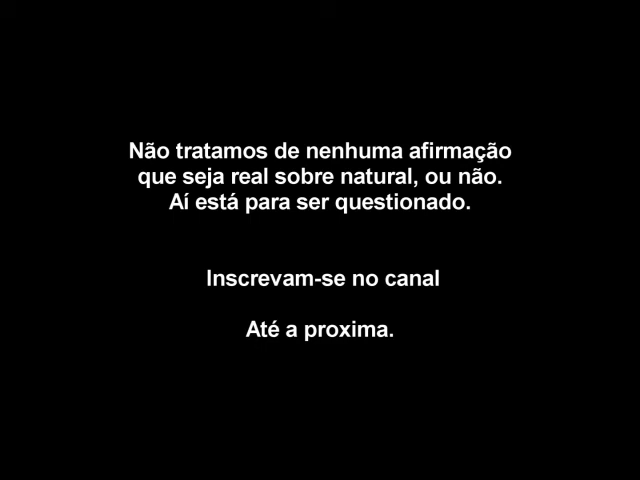 Não tratamos de nenhuma afirmação
que seja real sobre natural, ou não.
Aí está para ser questionado.
Inscrevam-se no canal
Até a proxima.